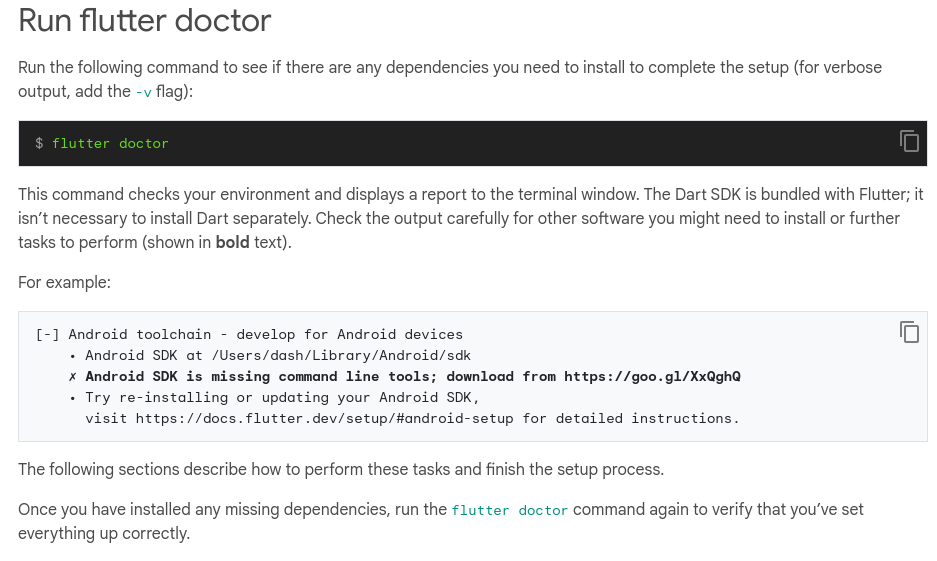 Run flutter doctor
Run the following command to see if there are any dependencies you need to install to complete the setup (for verbose
output, add the -v flag):
$ flutter doctor
This command checks your environment and displays a report to the terminal window. The Dart SDK is bundled with Flutter; it
isn’t necessary to install Dart separately. Check the output carefully for other software you might need to install or further
tasks to perform (shown in bold text).
For example:
[-] Android toolchain - develop for Android devices
• Android SDK at /Users/dash/Library/Android/sdk
✗ Android SDK is missing command line tools; download from https://goo.gl/XxQghQ
• Try re-installing or updating your Android SDK,
visit https://docs.flutter.dev/setup/#android-setup for detailed instructions.
The following sections describe how to perform these tasks and finish the setup process.
Once you have installed any missing dependencies, run the flutter doctor command again to verify that you’ve set
everything up correctly.